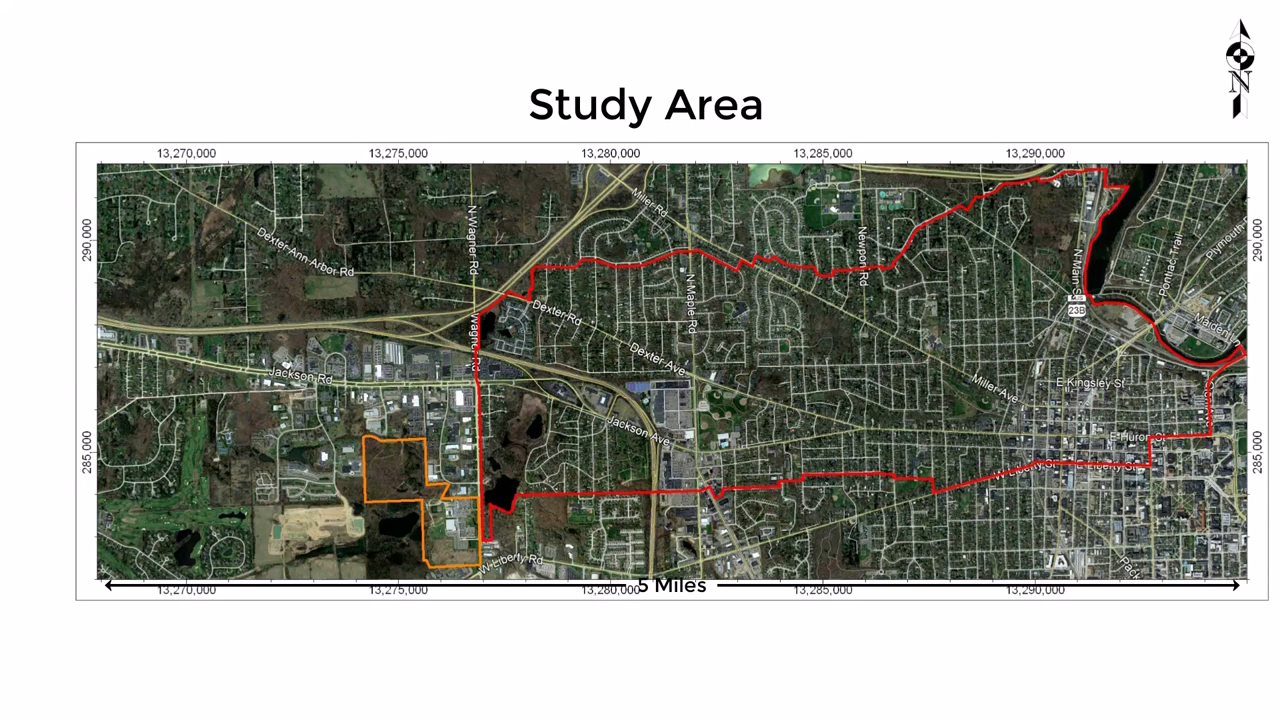 N
Study Area
13,270,000 13,275,000 13,280,000 13,285,000 13,290,000
Miller-Rd
N Wagner Rd
Dexter-Ann Arbor Rd
290,000
Newport-Rd
N-Main-S
Pontiac Trail
Plymouth-R
290,000
N-Maple-Rd
Dexter-Rd
23B
Maiden-Ln
Wagner-Rd
Dexter-Ave
Jackson-Rd
Miller-Ave
E-Kingsley-St
Jackson-Ave
E-Huron-St
285,000
W-Liberty-St
E-Liberty-St
285,000
W-Liberty-Rd
Pack
5 Miles
13,270,000 13,275,000 13,280,000 13,285,000 13,290,000